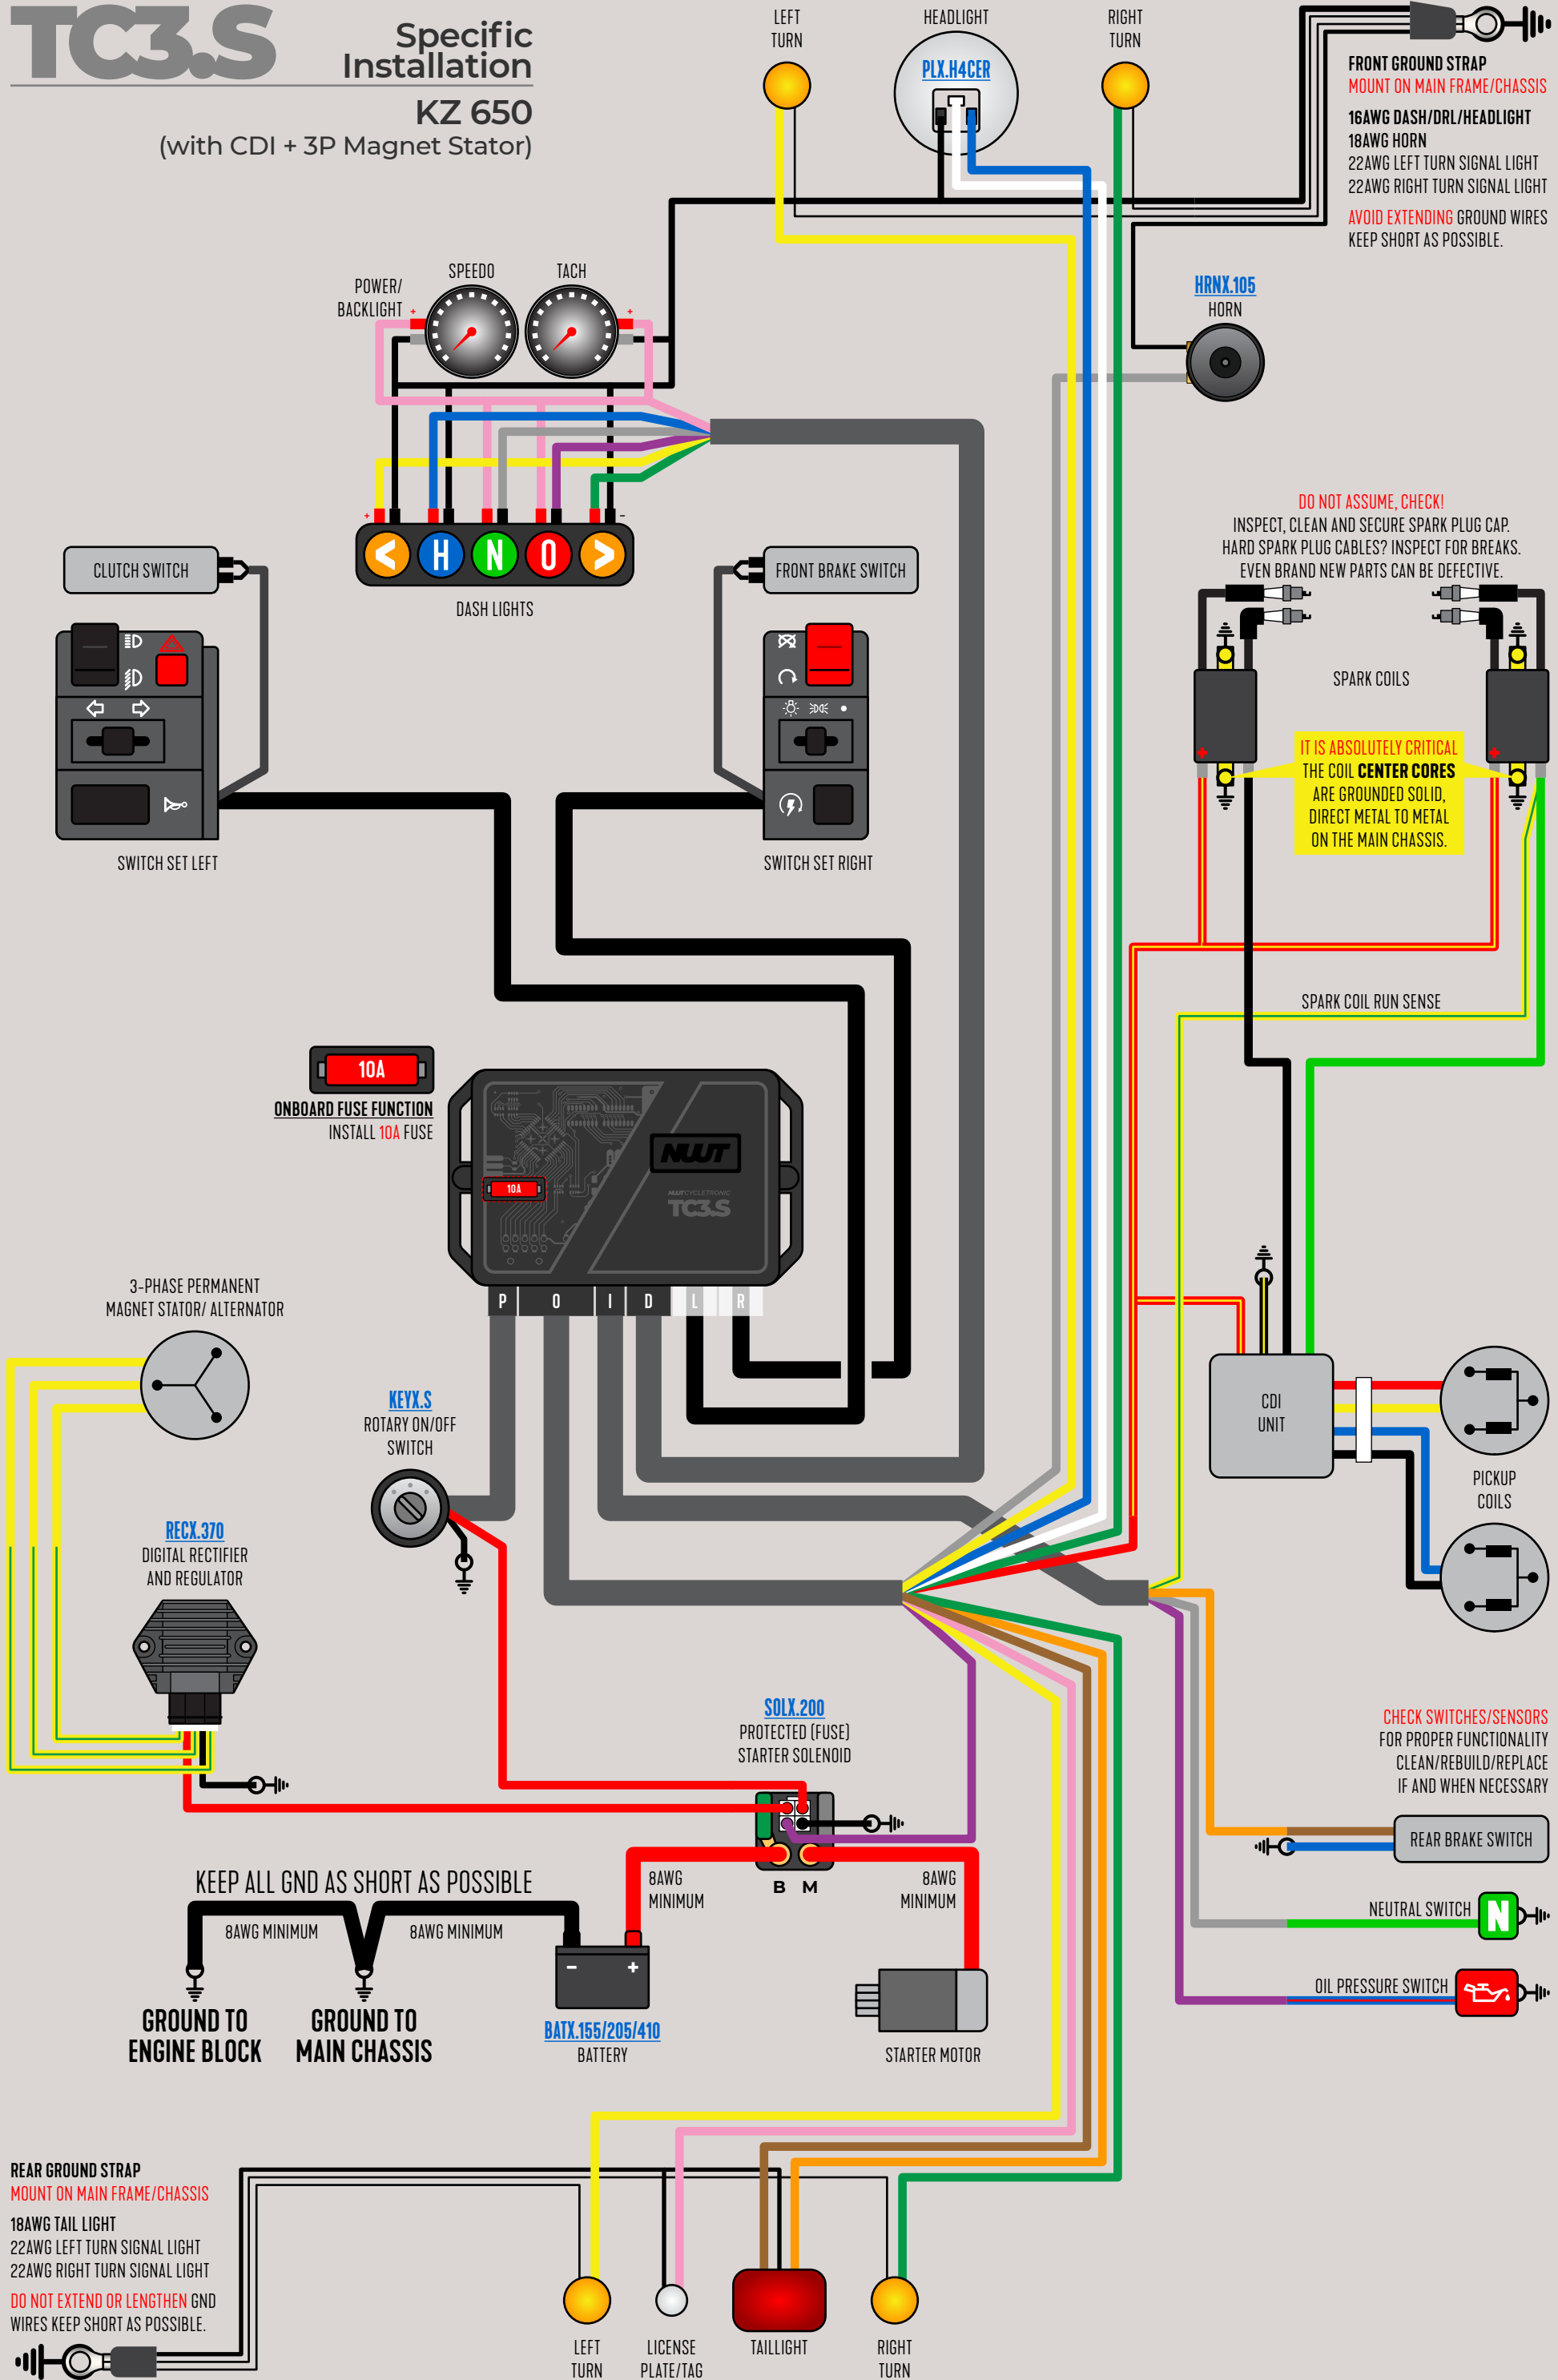 TC3.S
Specific
Installation
KZ 650
(with CDI + 3P Magnet Stator)
LEFT
TURN
HEADLIGHT
PLX.H4CER
RIGHT
TURN
FRONT GROUND STRAP
MOUNT ON MAIN FRAME/CHASSIS
16AWG DASH/DRL/HEADLIGHT
18AWG HORN
22AWG LEFT TURN SIGNAL LIGHT
22AWG RIGHT TURN SIGNAL LIGHT
AVOID EXTENDING GROUND WIRES
KEEP SHORT AS POSSIBLE.
POWER/
BACKLIGHT
SPEEDO
TACH
+
+
HRNX.105
HORN
+
-
< H N O >
DASH LIGHTS
CLUTCH SWITCH
FRONT BRAKE SWITCH
SWITCH SET LEFT
SWITCH SET RIGHT
DO NOT ASSUME, CHECK!
INSPECT, CLEAN AND SECURE SPARK PLUG CAP.
HARD SPARK PLUG CABLES? INSPECT FOR BREAKS.
EVEN BRAND NEW PARTS CAN BE DEFECTIVE.
SPARK COILS
+
+
IT IS ABSOLUTELY CRITICAL
THE COIL CENTER CORES
ARE GROUNDED SOLID,
DIRECT METAL TO METAL
ON THE MAIN CHASSIS.
SPARK COIL RUN SENSE
10A
ONBOARD FUSE FUNCTION
INSTALL 10A FUSE
NWT
10A
NWT CYCLETRONIC
TC3.S
P O I D L R
3-PHASE PERMANENT
MAGNET STATOR/ ALTERNATOR
KEYX.S
ROTARY ON/OFF
SWITCH
CDI
UNIT
PICKUP
COILS
RECX.370
DIGITAL RECTIFIER
AND REGULATOR
SOLX.200
PROTECTED (FUSE)
STARTER SOLENOID
B M
CHECK SWITCHES/SENSORS
FOR PROPER FUNCTIONALITY
CLEAN/REBUILD/REPLACE
IF AND WHEN NECESSARY
REAR BRAKE SWITCH
NEUTRAL SWITCH
N
OIL PRESSURE SWITCH
KEEP ALL GND AS SHORT AS POSSIBLE
8AWG MINIMUM
8AWG MINIMUM
8AWG
MINIMUM
8AWG
MINIMUM
- +
GROUND TO
ENGINE BLOCK
GROUND TO
MAIN CHASSIS
BATX.155/205/410
BATTERY
STARTER MOTOR
REAR GROUND STRAP
MOUNT ON MAIN FRAME/CHASSIS
18AWG TAIL LIGHT
22AWG LEFT TURN SIGNAL LIGHT
22AWG RIGHT TURN SIGNAL LIGHT
DO NOT EXTEND OR LENGTHEN GND
WIRES KEEP SHORT AS POSSIBLE.
LEFT
TURN
LICENSE
PLATE/TAG
TAILLIGHT
RIGHT
TURN